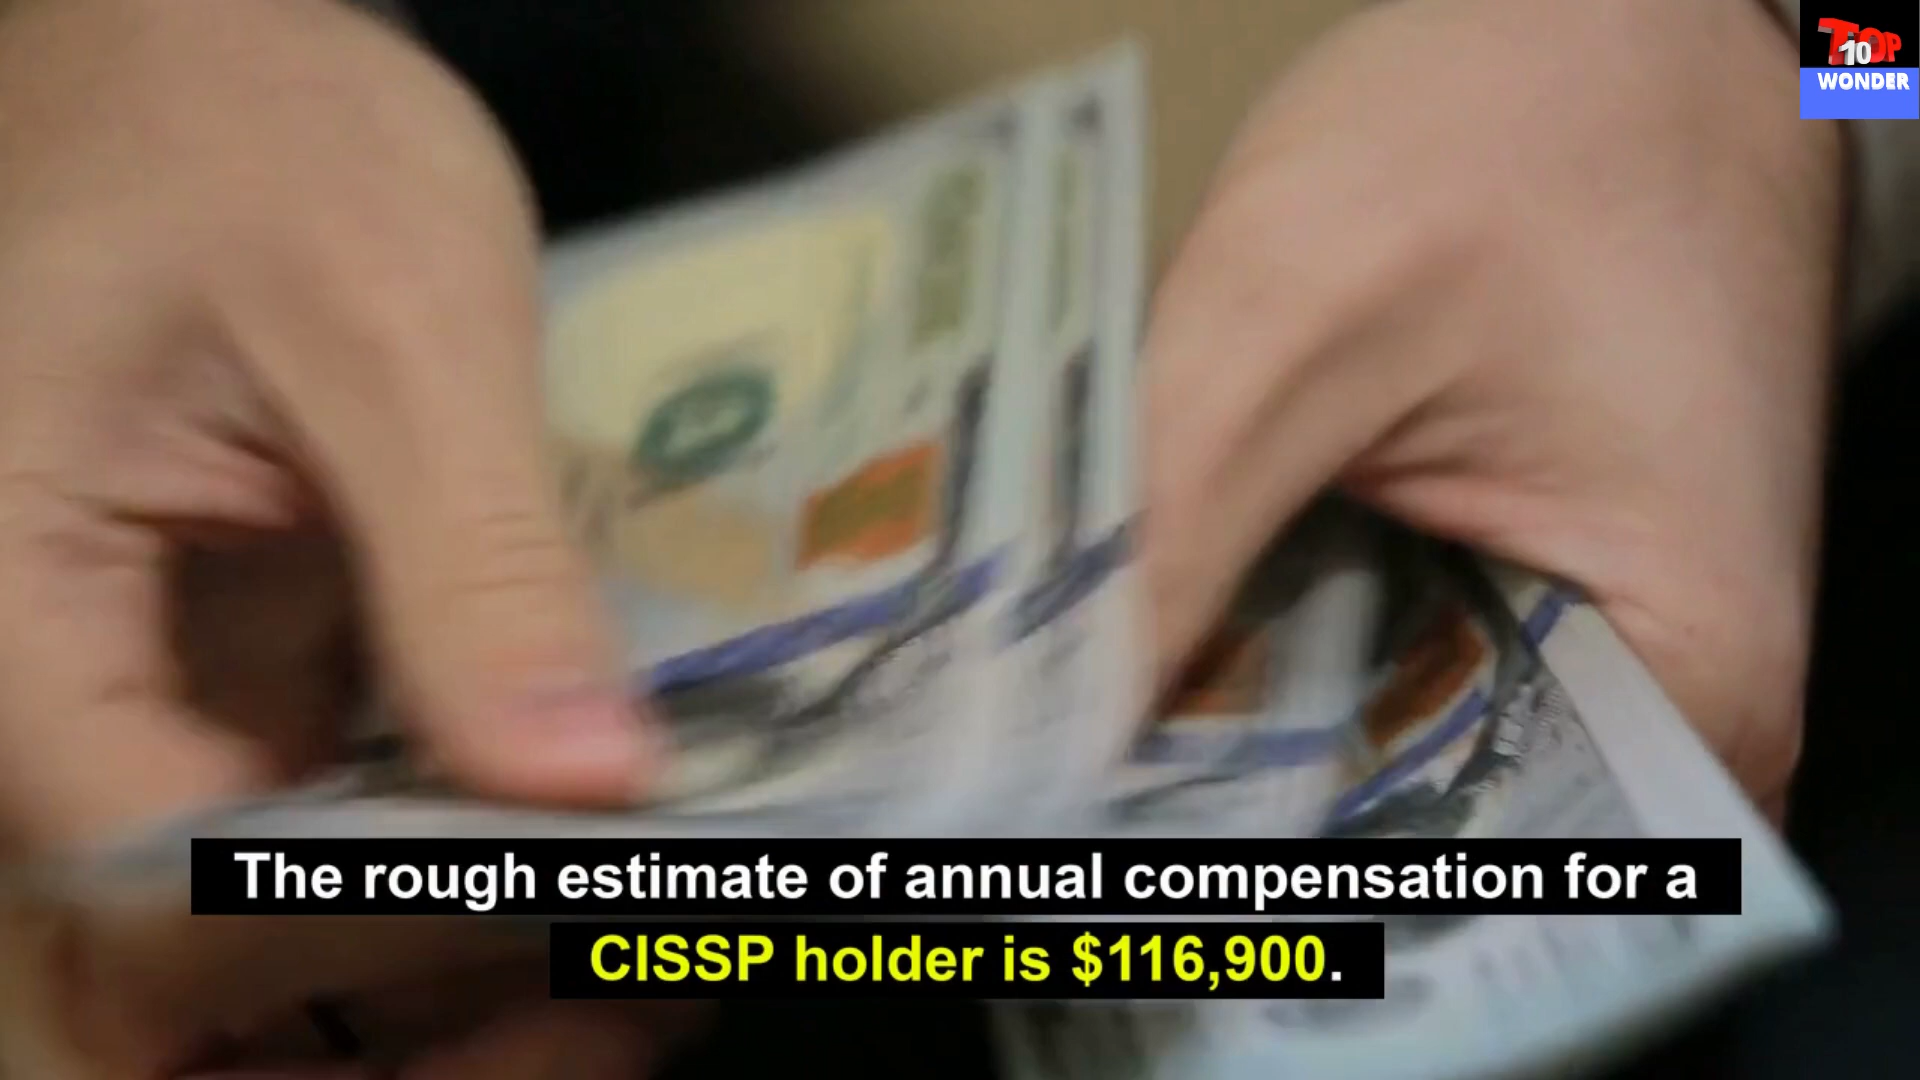 TOP
10
WONDER
The rough estimate of annual compensation for a
CISSP holder is $116,900.